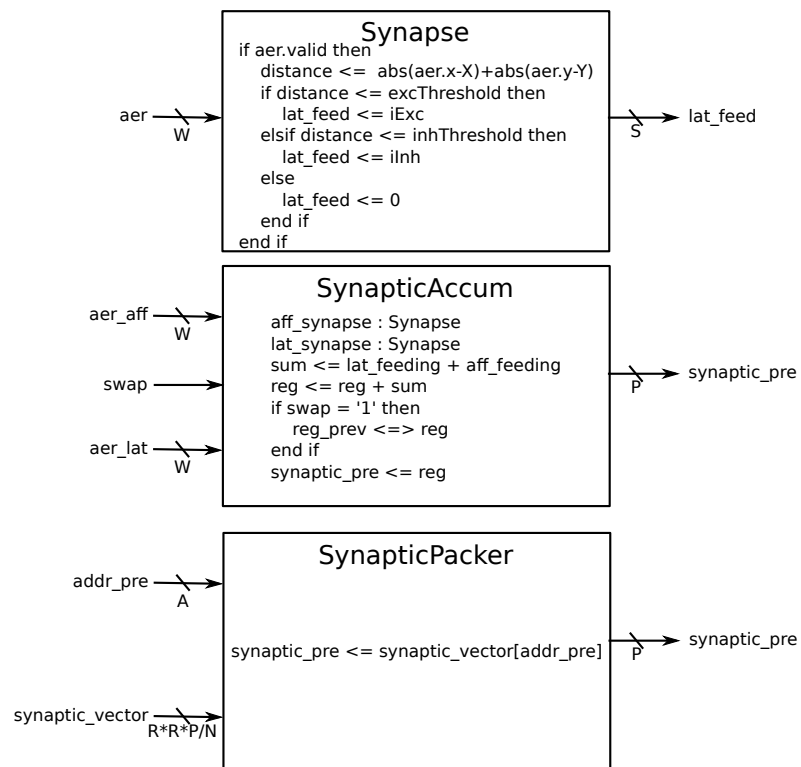 Synapse
if aer.valid then
distance <= abs(aer.x-X)+abs(aer.y-Y)
if distance <= excThreshold then
lat_feed <= iExc
elsif distance <= inhThreshold then
lat_feed <= iInh
else
lat_feed <= 0
end if
end if
aer
W
S
lat_feed
SynapticAccum
aff_synapse : Synapse
lat_synapse : Synapse
sum <= lat_feeding + aff_feeding
reg <= reg + sum
if swap = '1' then
reg_prev <=> reg
end if
synaptic_pre <= reg
aer_aff
W
swap
aer_lat
W
P
synaptic_pre
SynapticPacker
synaptic_pre <= synaptic_vector[addr_pre]
addr_pre
A
synaptic_vector
R*R*P/N
P
synaptic_pre